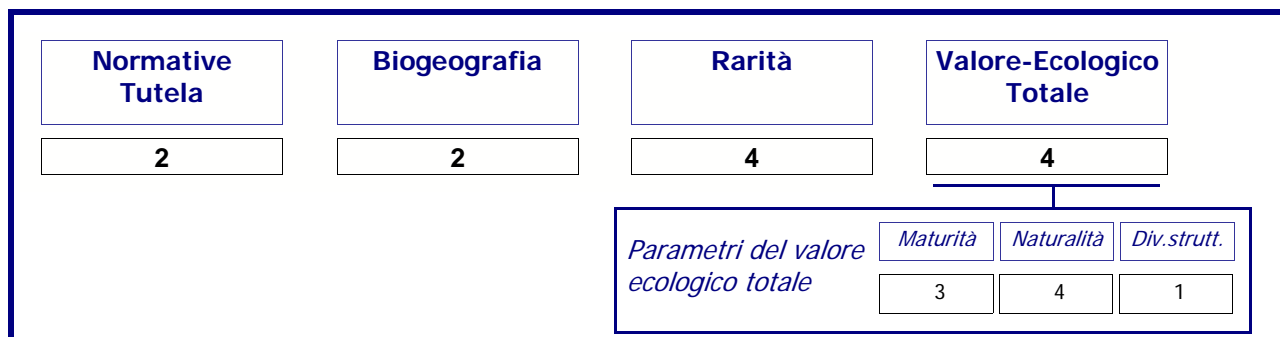 Normative
Tutela
Biogeografia
Rarità
Valore-Ecologico
Totale
2
2
4
4
Parametri del valore
ecologico totale
Maturità
Naturalità
Div.strutt.
3
4
1